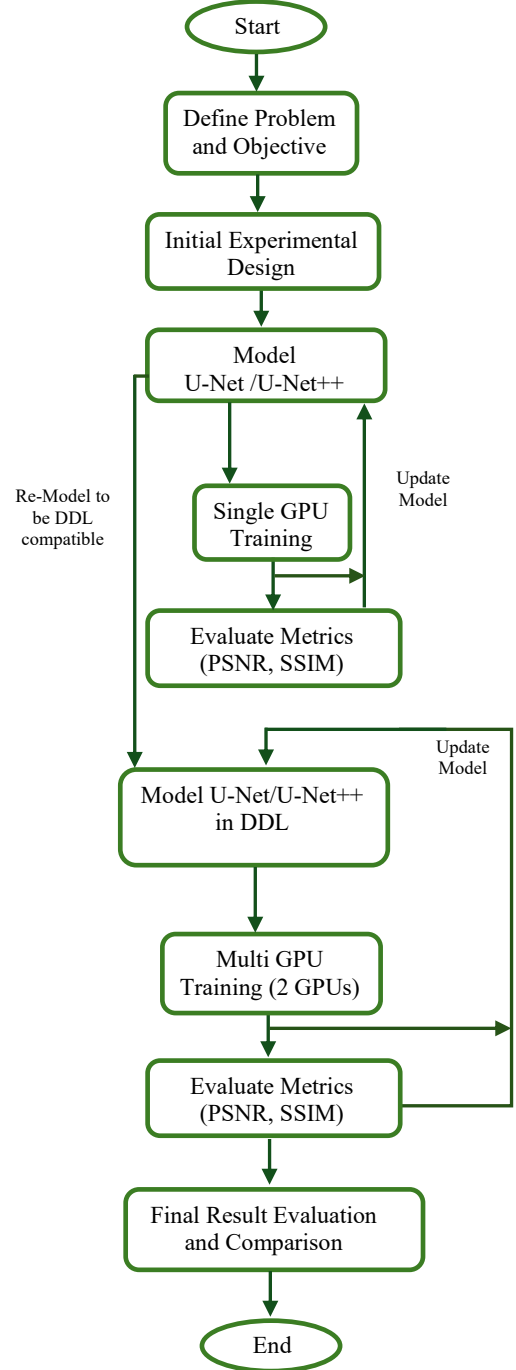 Start
Define Problem
and Objective
Initial Experimental
Design
Model
U-Net /U-Net++
Re-Model to
be DDL
compatible
Update
Model
Single GPU
Training
Evaluate Metrics
(PSNR, SSIM)
Update
Model
Model U-Net/U-Net++
in DDL
Multi GPU
Training (2 GPUs)
Evaluate Metrics
(PSNR, SSIM)
Final Result Evaluation
and Comparison
End